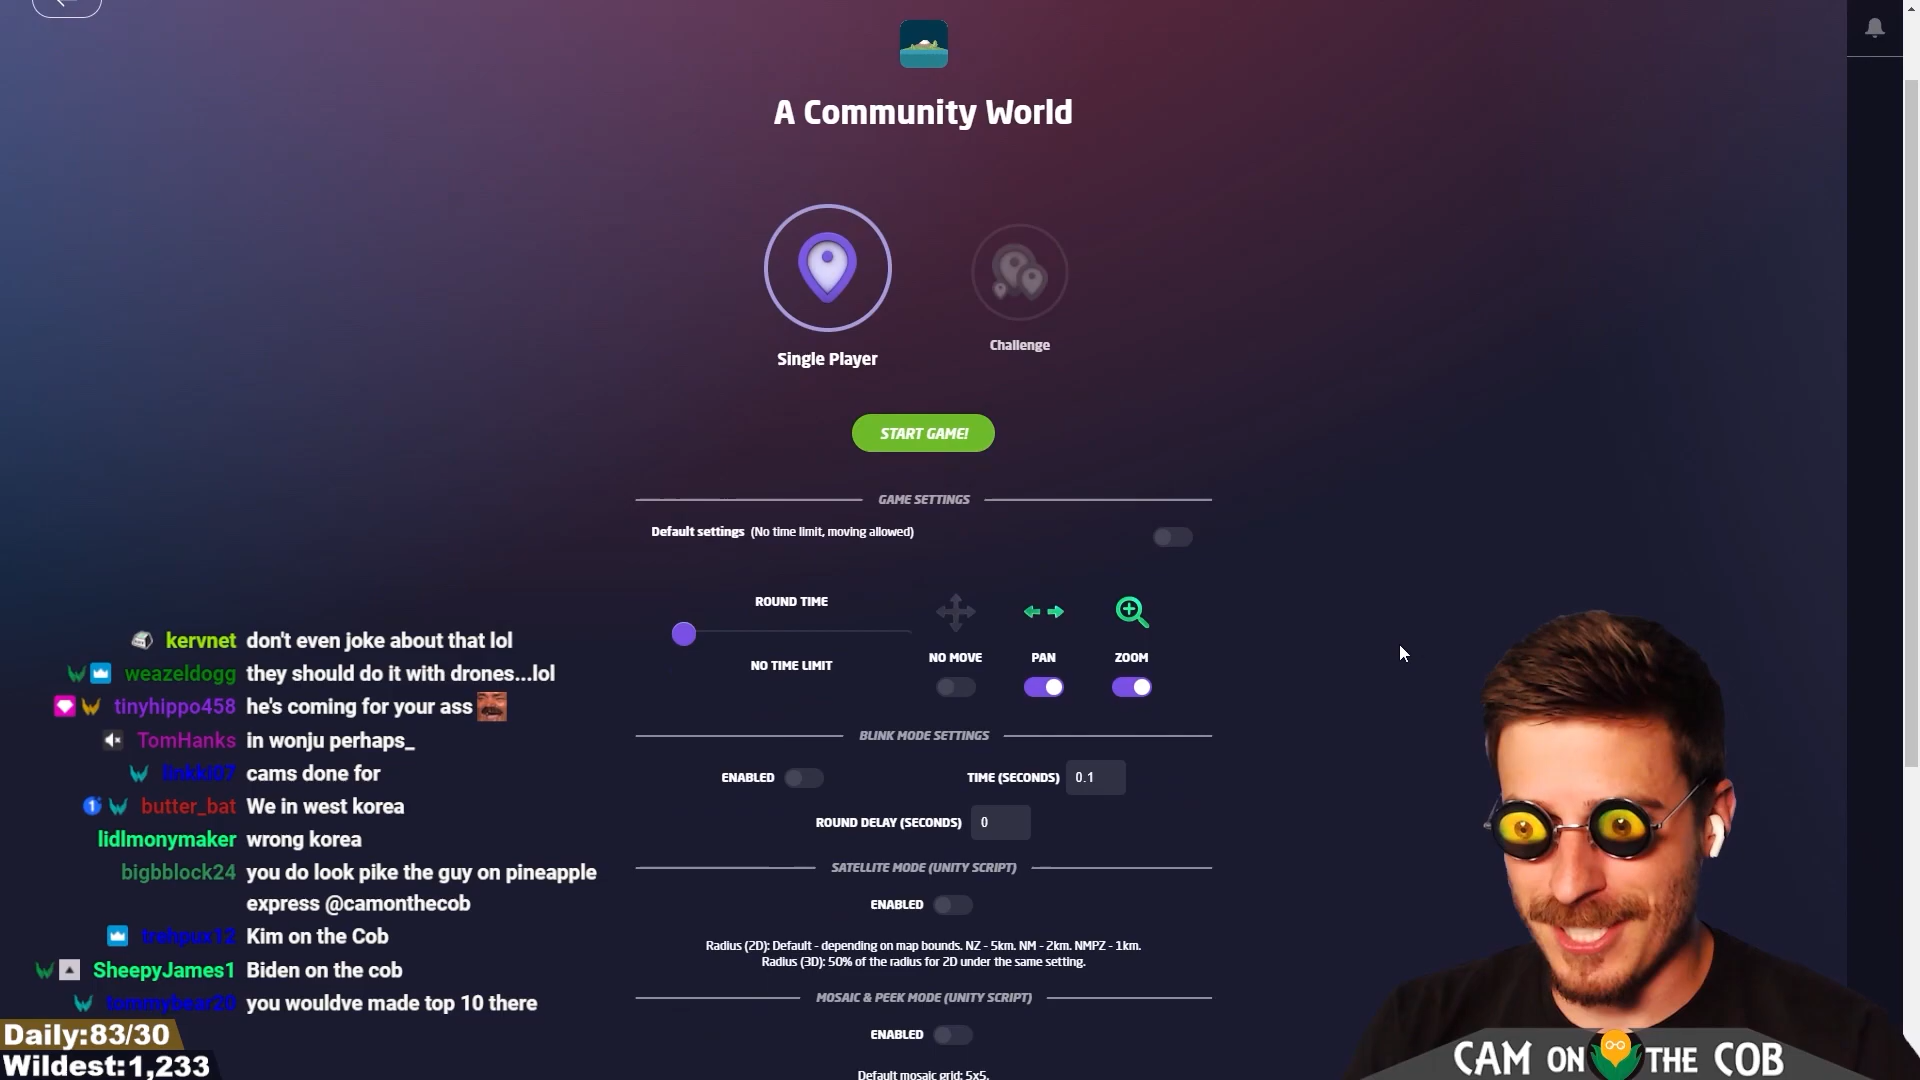 A Community World
Single Player
Challenge
START GAME!
GAME SETTINGS
Default settings (No time limit, moving allowed)
ROUND TIME
NO TIME LIMIT
NO MOVE
PAN
ZOOM
BLINK MODE SETTINGS
ENABLED
TIME (SECONDS) 0.1
ROUND DELAY (SECONDS) 0
SATELLITE MODE (UNITY SCRIPT)
ENABLED
Radius (2D): Default - depending on map bounds. NZ - 5km. NM - 2km. NMPZ - 1km.
Radius (3D): 50% of the radius for 2D under the same setting.
MOSAIC & PEEK MODE (UNITY SCRIPT)
ENABLED
Default mosaic grid: 5x5.
kervnet don't even joke about that lol
weazeldogg they should do it with drones...lol
tinyhippo458 he's coming for your ass
TomHanks in wonju perhaps_
linkki07 cams done for
1 butter_bat We in west korea
lidlmonymaker wrong korea
bigbblock24 you do look pike the guy on pineapple
express @camonthecob
trehpux12 Kim on the Cob
SheepyJames1 Biden on the cob
tommybear20 you wouldve made top 10 there
Daily:83/30
Wildest:1,233
CAM ON THE COB